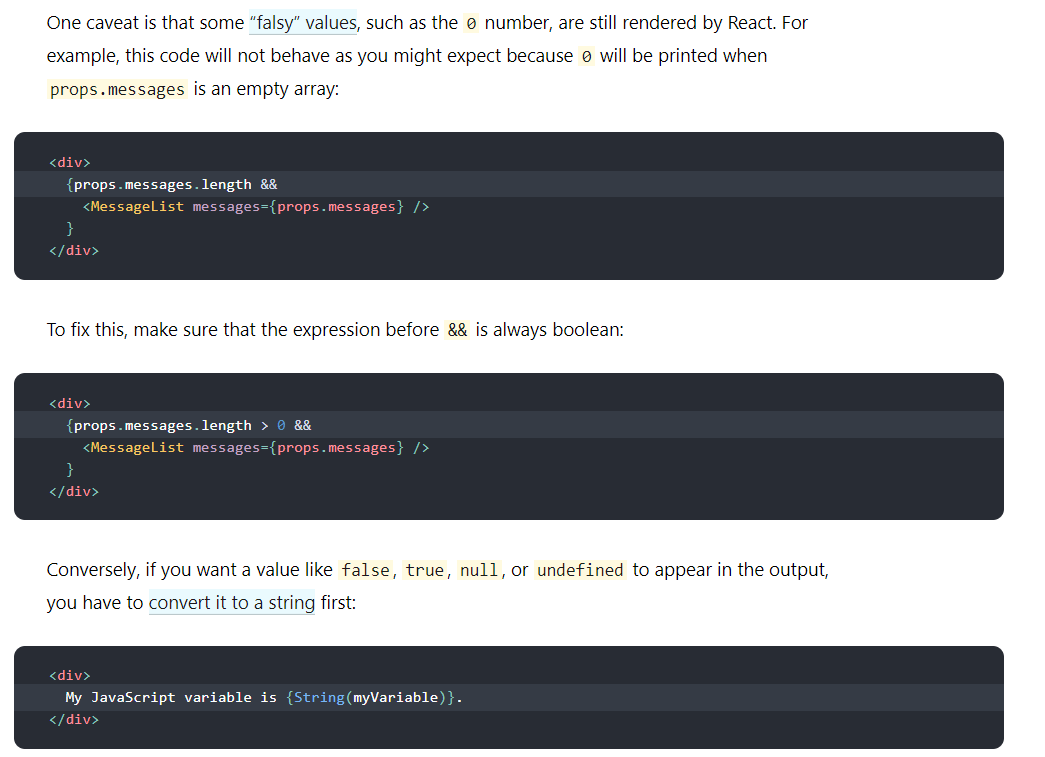 One caveat is that some “falsy” values, such as the 0 number, are still rendered by React. For
example, this code will not behave as you might expect because 0 will be printed when
props.messages is an empty array:
<div>
  {props.messages.length &&
    <MessageList messages={props.messages} />
  }
</div>
To fix this, make sure that the expression before && is always boolean:
<div>
  {props.messages.length > 0 &&
    <MessageList messages={props.messages} />
  }
</div>
Conversely, if you want a value like false, true, null, or undefined to appear in the output,
you have to convert it to a string first:
<div>
  My JavaScript variable is {String(myVariable)}.
</div>